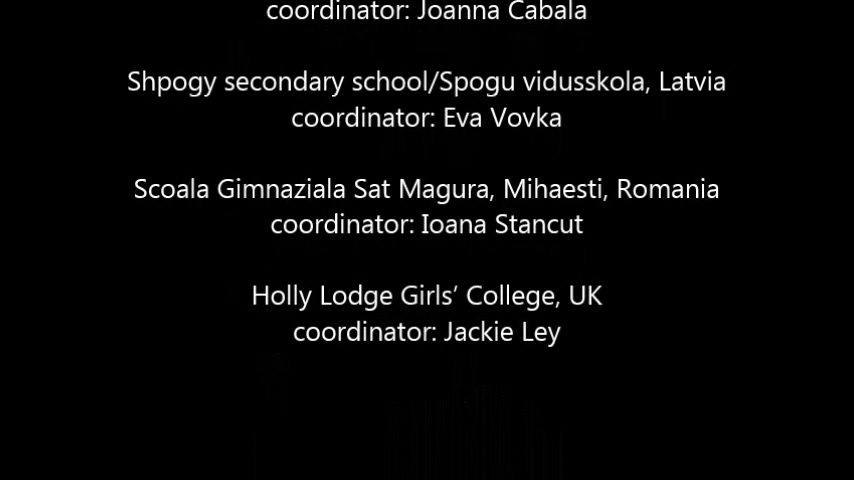 coordinator: Joanna Cabala
Shpogy secondary school/Spogu vidusskola, Latvia
coordinator: Eva Vovka
Scoala Gimnaziala Sat Magura, Mihaesti, Romania
coordinator: Ioana Stancut
Holly Lodge Girls’ College, UK
coordinator: Jackie Ley